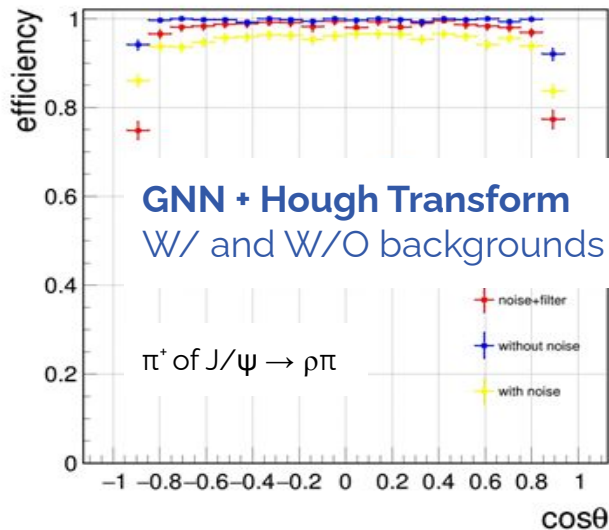 efficiency
1
0.8
0.6
0.4
0.2
0
GNN + Hough Transform
W/ and W/O backgrounds
noise+filter
without noise
with noise
π⁺ of J/ψ → ρπ
−1 −0.8 −0.6 −0.4 −0.2 0 0.2 0.4 0.6 0.8 1
cosθ